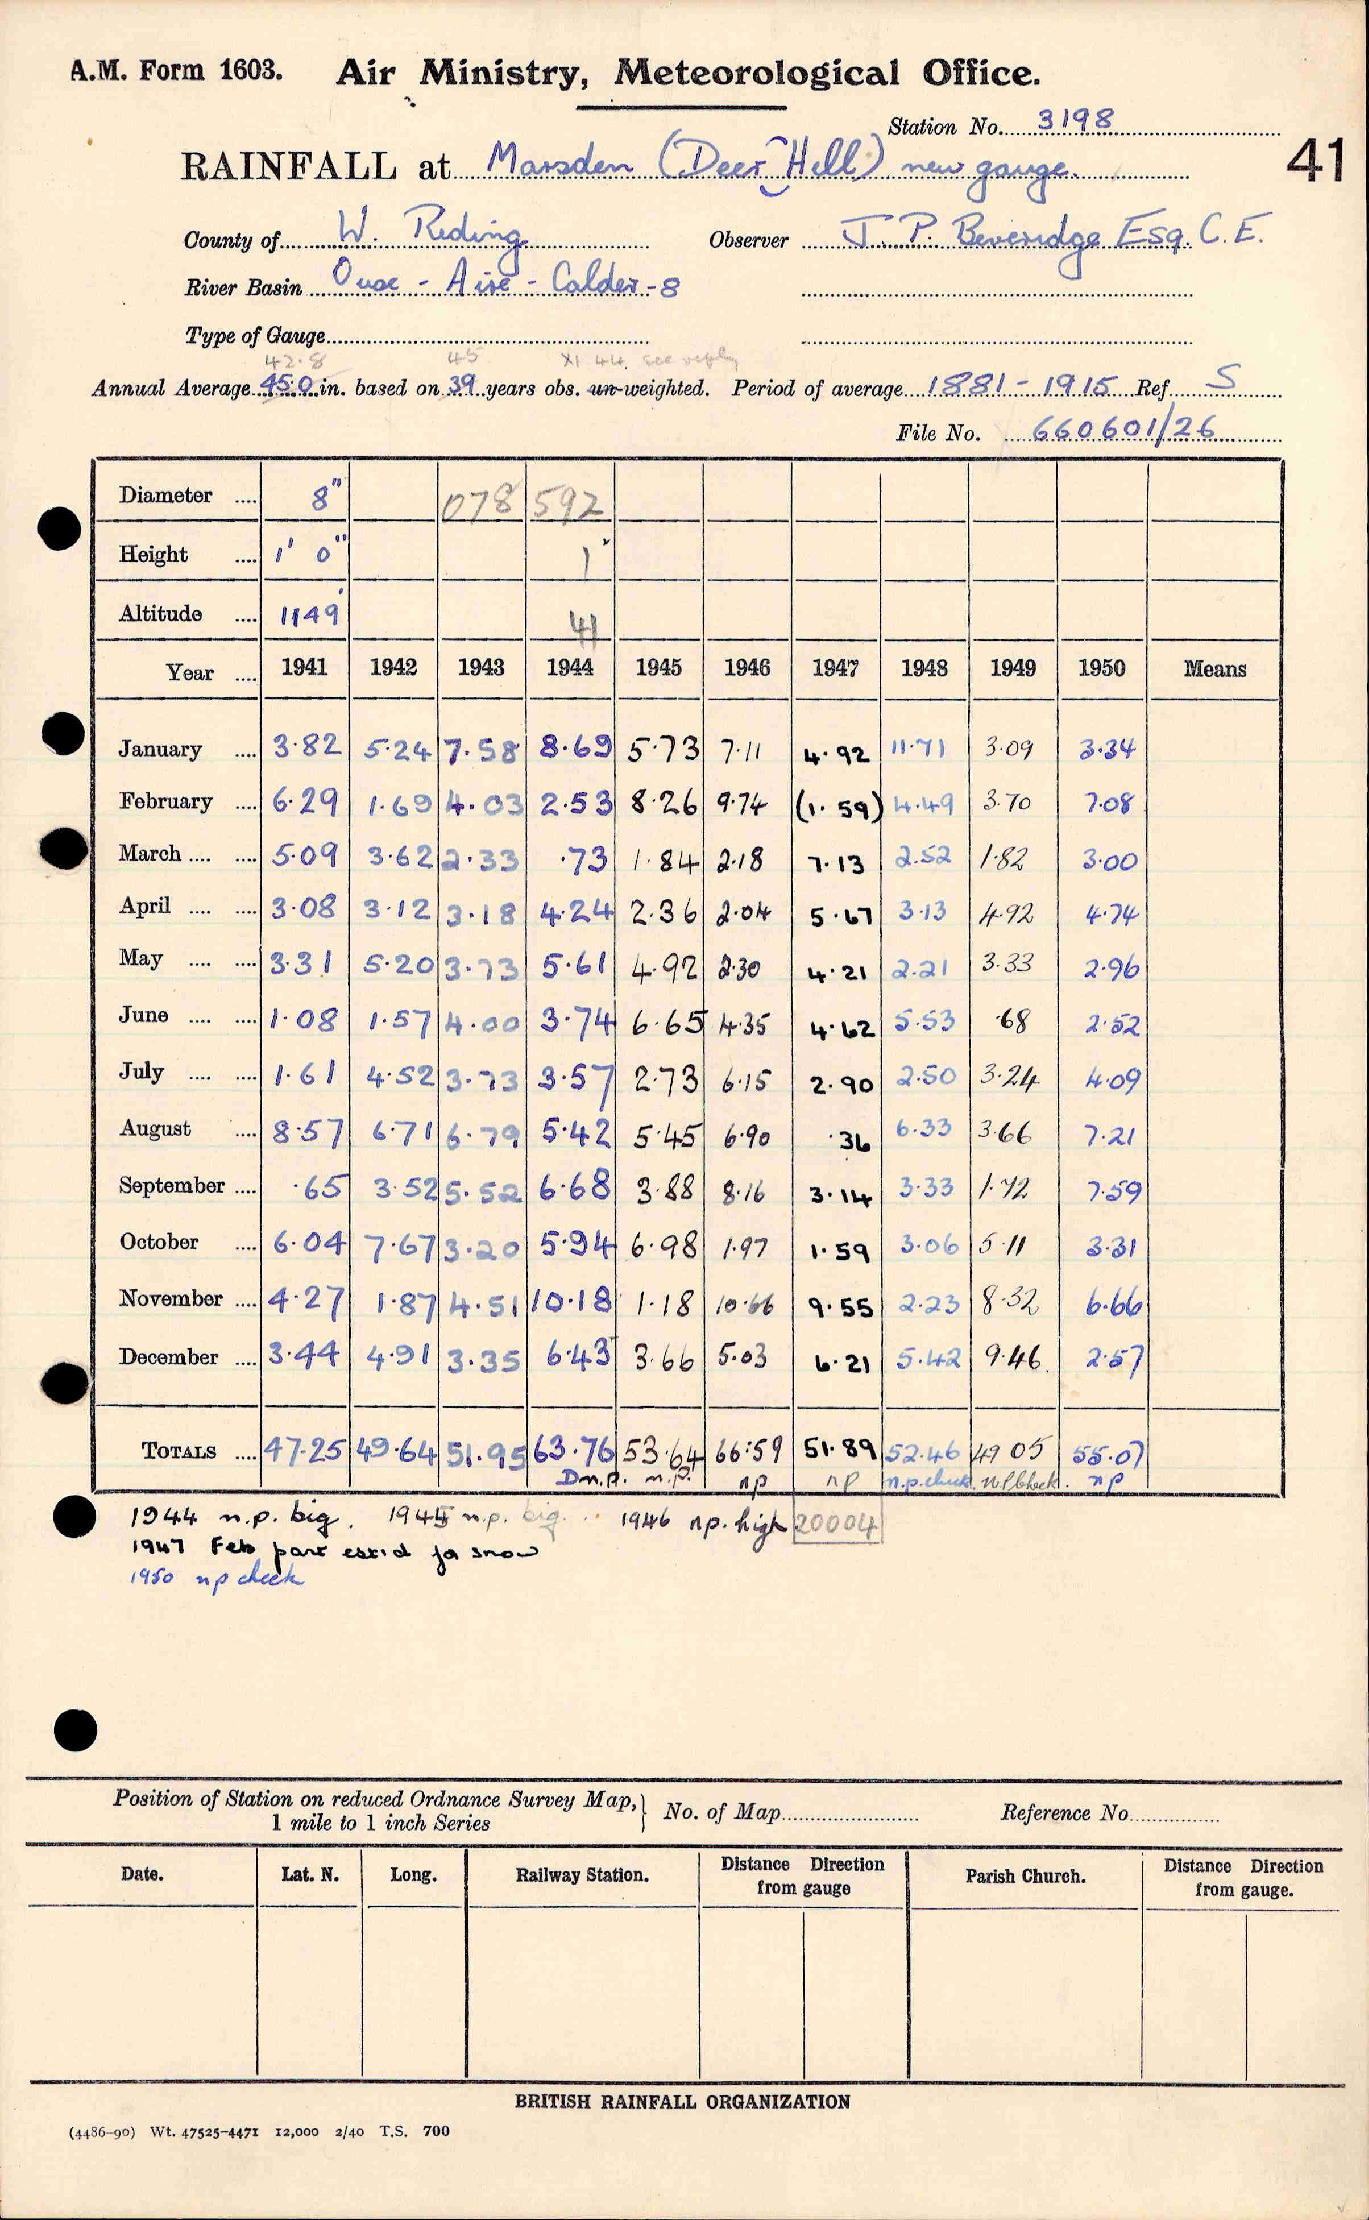 A.M. Form 1603. Air Ministry, Meteorological Office.
Station No. 3198
41
RAINFALL at Marsden (Deer Hill) new gauge.
County of W. Riding Observer J. P. Beveridge Esq. C.E.
River Basin Ouse - Aire - Calder - 8
Type of Gauge
42.8 45 XI 44. see reply
Annual Average 45.0 in. based on 39 years obs. un-weighted. Period of average 1881 - 1915 Ref. S
File No. 660601/26
Diameter .... 8" 078 592
Height .... 1' 0" 1'
Altitude .... 1149' 41
Year .... 1941 1942 1943 1944 1945 1946 1947 1948 1949 1950 Means
January .... 3.82 5.24 7.58 8.69 5.73 7.11 4.92 11.71 3.09 3.34
February .... 6.29 1.69 4.03 2.53 8.26 9.74 (1.59) 4.49 3.70 7.08
March .... .... 5.09 3.62 2.33 .73 1.84 2.18 7.13 2.52 1.82 3.00
April .... .... 3.08 3.12 3.18 4.24 2.36 2.04 5.67 3.13 4.92 4.74
May .... .... 3.31 5.20 3.73 5.61 4.92 2.30 4.21 2.21 3.33 2.96
June .... .... 1.08 1.57 4.00 3.74 6.65 4.35 4.62 5.53 .68 2.52
July .... .... 1.61 4.52 3.73 3.57 2.73 6.15 2.90 2.50 3.24 4.09
August .... 8.57 6.71 6.79 5.42 5.45 6.90 .36 6.33 3.66 7.21
September .... .65 3.52 5.52 6.68 3.88 8.16 3.14 3.33 1.72 7.59
October .... 6.04 7.67 3.20 5.94 6.98 1.97 1.59 3.06 5.11 3.31
November .... 4.27 1.87 4.51 10.18 1.18 10.66 9.55 2.23 8.32 6.66
December .... 3.44 4.91 3.35 6.43 3.66 5.03 6.21 5.42 9.46 2.57
TOTALS .... 47.25 49.64 51.95 63.76 53.64 66.59 51.89 52.46 49 05 55.07
D n.p. n.p. np np n.p. check. np check. np
1944 n.p. big. 1945 n.p. big. 1946 np. high 20004
1947 Feb part est'd for snow
1950 np check
Position of Station on reduced Ordnance Survey Map, No. of Map Reference No.
1 mile to 1 inch Series
Date. Lat. N. Long. Railway Station. Distance Direction from gauge Parish Church. Distance Direction from gauge.
BRITISH RAINFALL ORGANIZATION
(4486-90) Wt. 47525-4471 12,000 2/40 T.S. 700